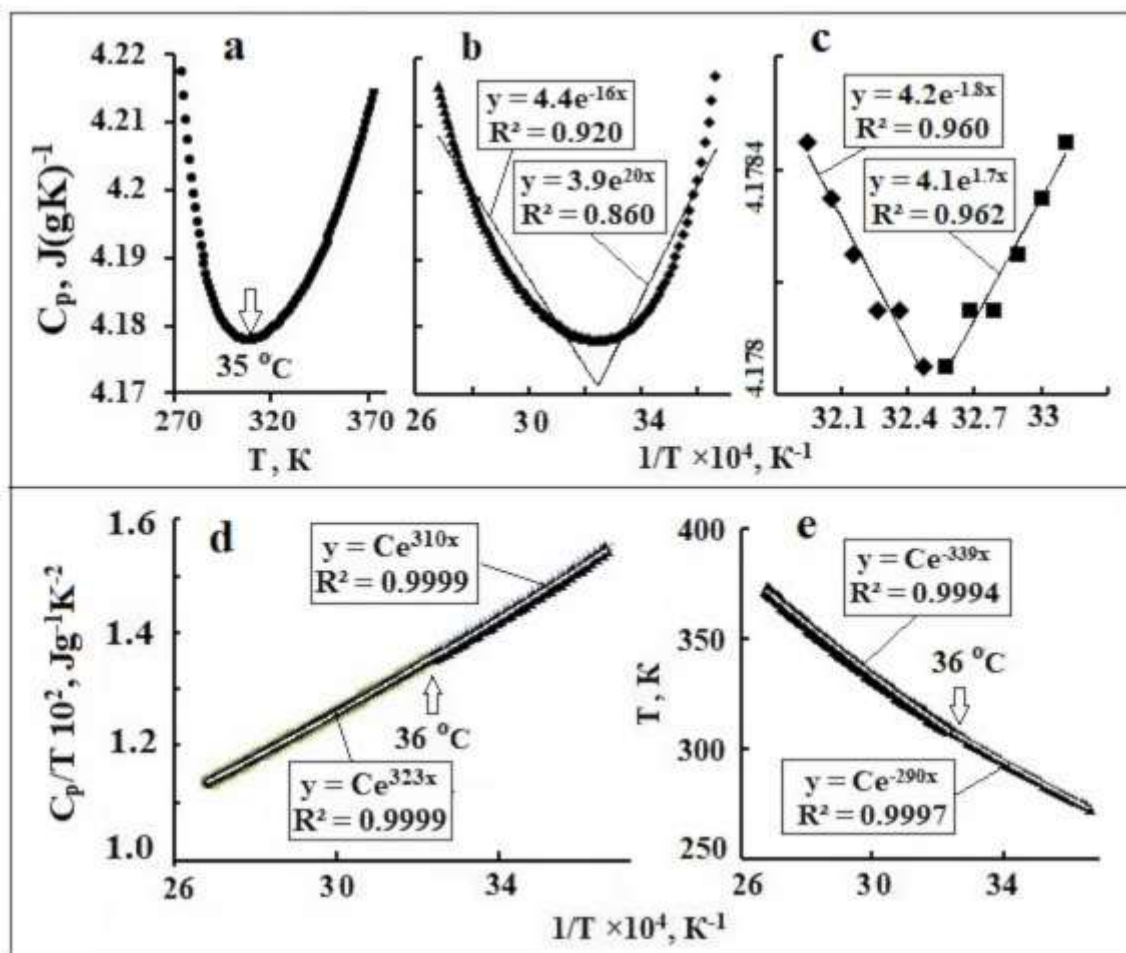 a
b
c
4.22
4.21
4.2
4.19
4.18
4.17
Cp, J(gK)⁻¹
35 °C
270
320
370
T, K
y = 4.4e⁻¹⁶ˣ
R² = 0.920
y = 3.9e²⁰ˣ
R² = 0.860
30
34
y = 4.2e⁻¹·⁸ˣ
R² = 0.960
y = 4.1e¹·⁷ˣ
R² = 0.962
4.1784
4.178
32.1
32.4
32.7
33
1/T ×10⁴, K⁻¹
d
1.6
1.4
1.2
1.0
Cp/T 10², Jg⁻¹K⁻²
y = Ce³¹⁰ˣ
R² = 0.9999
36 °C
y = Ce³²³ˣ
R² = 0.9999
26
30
34
e
400
350
300
250
T, K
y = Ce⁻³³⁹ˣ
R² = 0.9994
36 °C
y = Ce⁻²⁹⁰ˣ
R² = 0.9997
26
30
34
1/T ×10⁴, K⁻¹